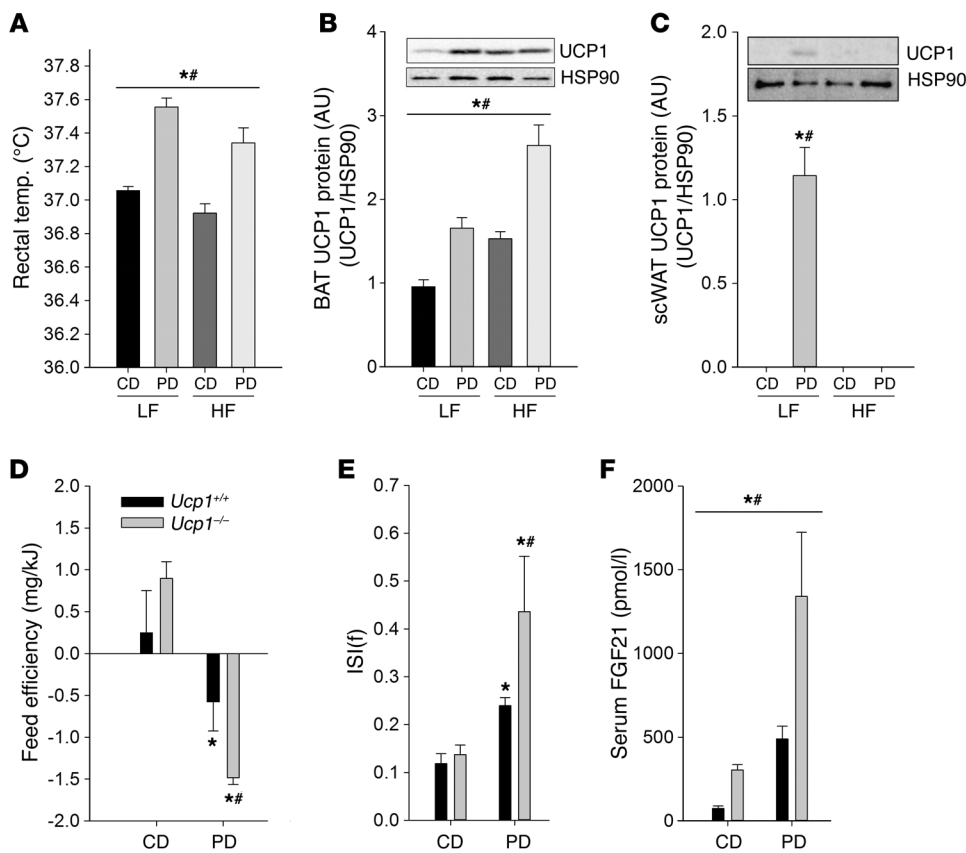 A
Rectal temp. (°C)
37.8
37.6
37.4
37.2
37.0
36.8
36.6
36.4
36.2
36.0
*#
CD PD CD PD
LF HF
B
BAT UCP1 protein (AU)
(UCP1/HSP90)
4
3
2
1
0
UCP1
HSP90
*#
CD PD CD PD
LF HF
C
scWAT UCP1 protein (AU)
(UCP1/HSP90)
2.0
1.5
1.0
0.5
0.0
UCP1
HSP90
*#
CD PD CD PD
LF HF
D
Feed efficiency (mg/kJ)
2.0
1.5
1.0
0.5
0.0
-0.5
-1.0
-1.5
-2.0
Ucp1+/+
Ucp1–/–
*
*#
CD PD
E
ISI(f)
0.7
0.6
0.5
0.4
0.3
0.2
0.1
0.0
*
*#
CD PD
F
Serum FGF21 (pmol/l)
2000
1500
1000
500
0
*#
CD PD